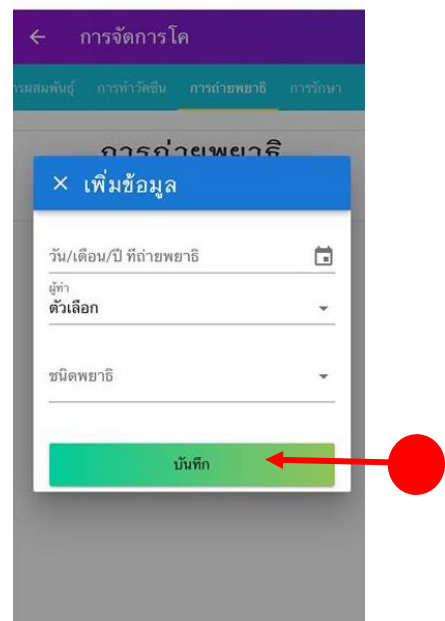 การจัดการโค
ารผสมพันธุ์ การทำวัคซีน การถ่ายพยาธิ การรักษา
การถ่ายพยาธิ
× เพิ่มข้อมูล
วัน/เดือน/ปี ที่ถ่ายพยาธิ
ผู้ทำ
ตัวเลือก
ชนิดพยาธิ
บันทึก